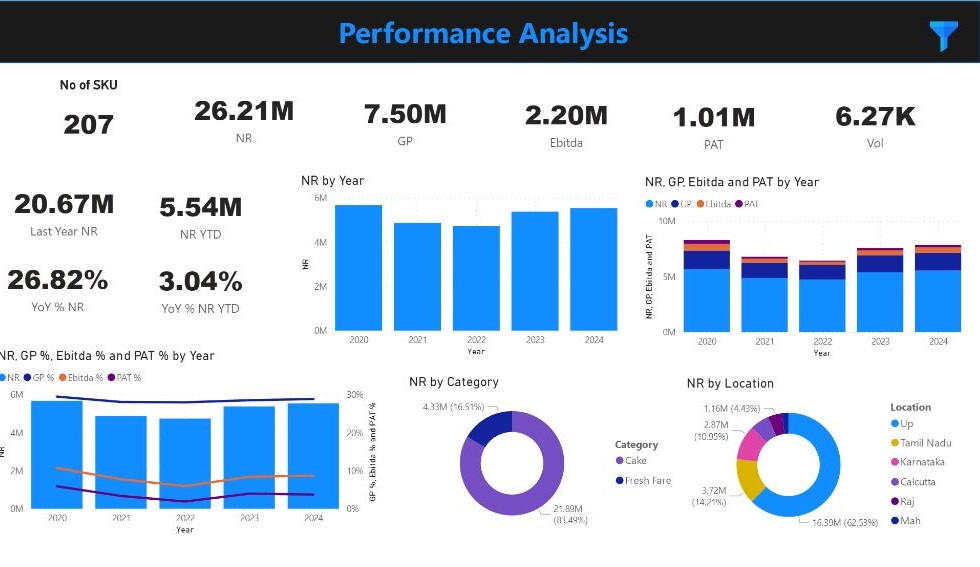 Performance Analysis
No of SKU
207
26.21M
NR
7.50M
GP
2.20M
Ebitda
1.01M
PAT
6.27K
Vol
20.67M
Last Year NR
5.54M
NR YTD
26.82%
YoY % NR
3.04%
YoY % NR YTD
NR by Year
6M
4M
2M
0M
NR
2020
2021
2022
2023
2024
Year
NR, GP, Ebitda and PAT by Year
NR GP Ebitda PAT
10M
5M
0M
NR, GP, Ebitda and PAT
2020
2021
2022
2023
2024
Year
NR, GP %, Ebitda % and PAT % by Year
NR GP % Ebitda % PAT %
6M
4M
2M
0M
NR
30%
20%
10%
0%
GP %, Ebitda % and PAT %
2020
2021
2022
2023
2024
Year
NR by Category
4.33M (16.51%)
21.89M
(83.49%)
Category
Cake
Fresh Fare
NR by Location
1.16M (4.43%)
2.87M
(10.95%)
3.72M
(14.21%)
16.39M (62.53%)
Location
Up
Tamil Nadu
Karnataka
Calcutta
Raj
Mah